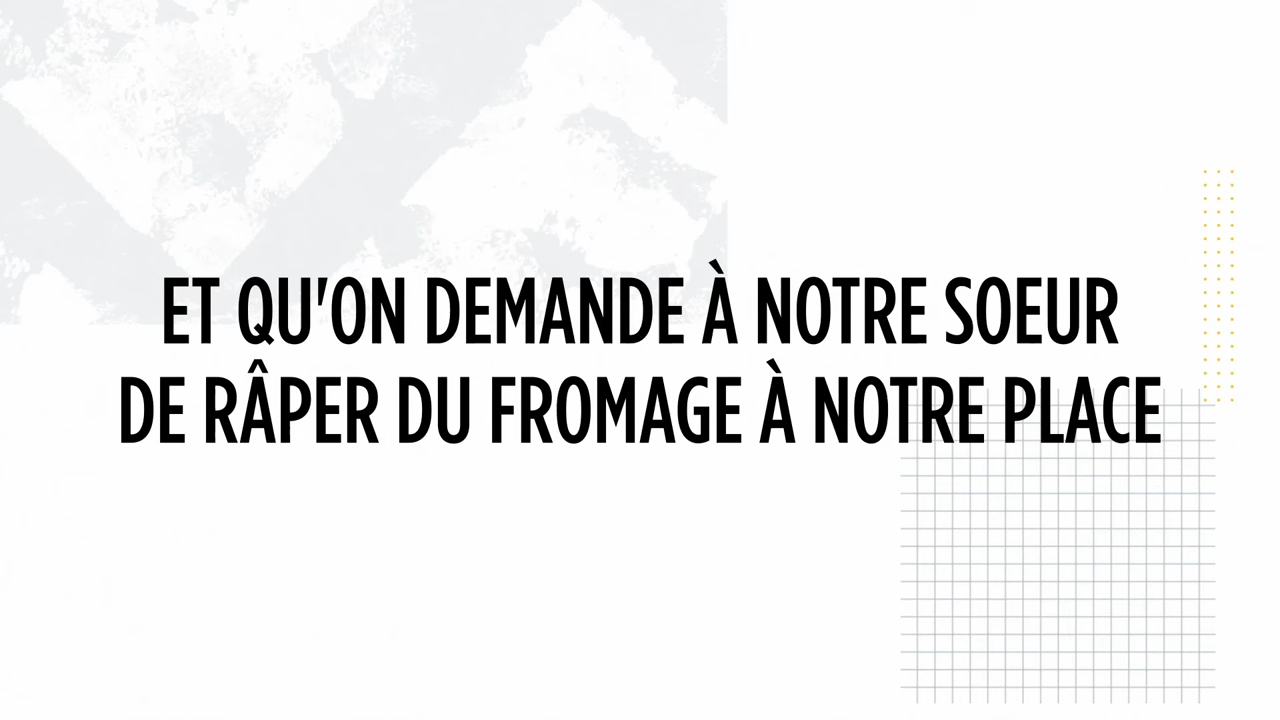 ET QU'ON DEMANDE À NOTRE SOEUR
DE RÂPER DU FROMAGE À NOTRE PLACE